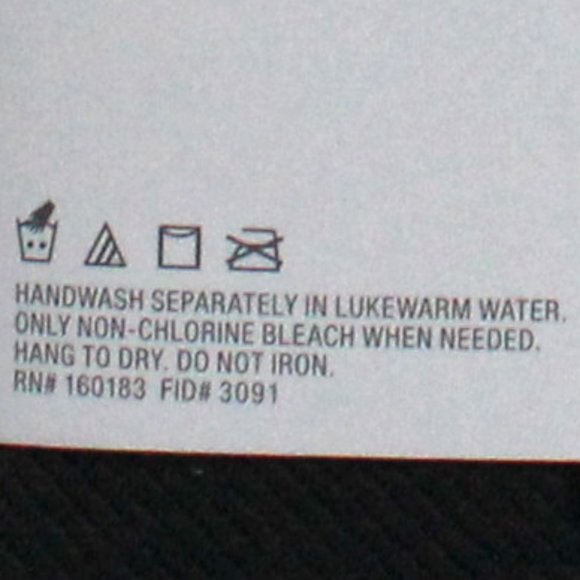 HANDWASH SEPARATELY IN LUKEWARM WATER.
ONLY NON-CHLORINE BLEACH WHEN NEEDED.
HANG TO DRY. DO NOT IRON.
RN# 160183 FID# 3091